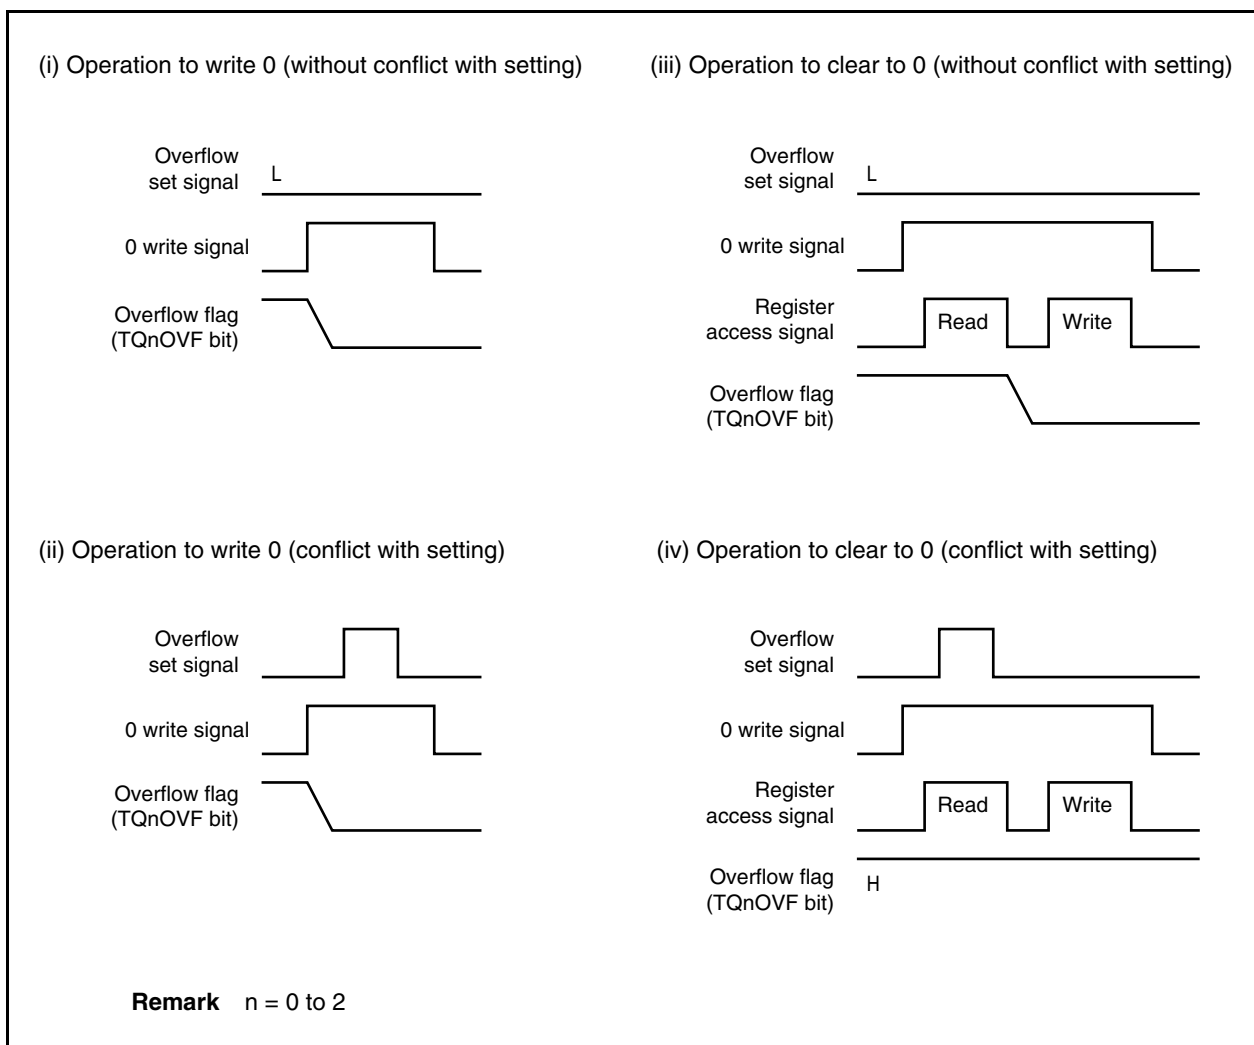 (i) Operation to write 0 (without conflict with setting)
Overflow
set signal
L
0 write signal
Overflow flag
(TQnOVF bit)
(iii) Operation to clear to 0 (without conflict with setting)
Overflow
set signal
L
0 write signal
Register
access signal
Read
Write
Overflow flag
(TQnOVF bit)
(ii) Operation to write 0 (conflict with setting)
Overflow
set signal
0 write signal
Overflow flag
(TQnOVF bit)
(iv) Operation to clear to 0 (conflict with setting)
Overflow
set signal
0 write signal
Register
access signal
Read
Write
Overflow flag
(TQnOVF bit)
H
Remark n = 0 to 2